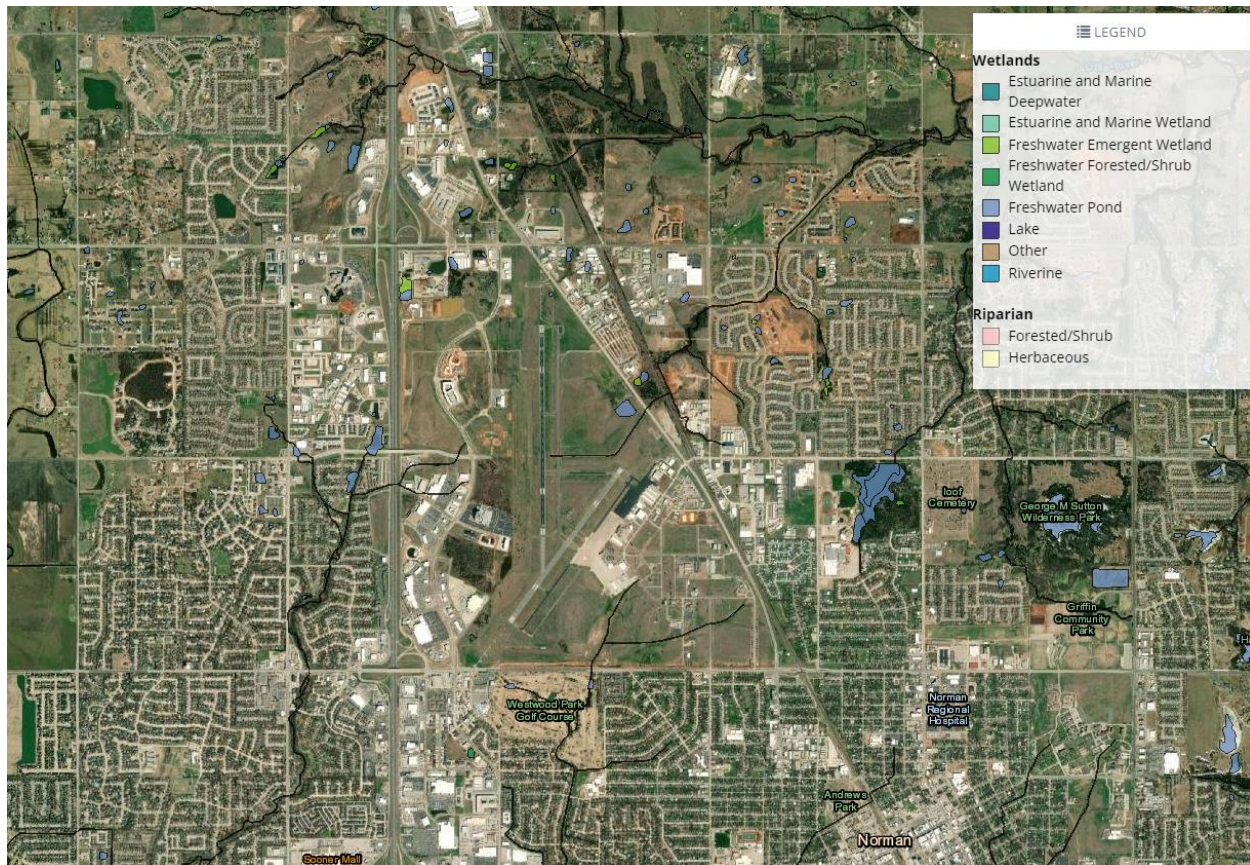 LEGEND
Wetlands
Estuarine and Marine
Deepwater
Estuarine and Marine Wetland
Freshwater Emergent Wetland
Freshwater Forested/Shrub
Wetland
Freshwater Pond
Lake
Other
Riverine
Riparian
Forested/Shrub
Herbaceous
Ioof
Cemetery
George M Sutton
Wilderness Park
Griffin
Community
Park
H
Westwood Park
Golf Course
Norman
Regional
Hospital
Andrews
Park
Norman
Sooner Mall